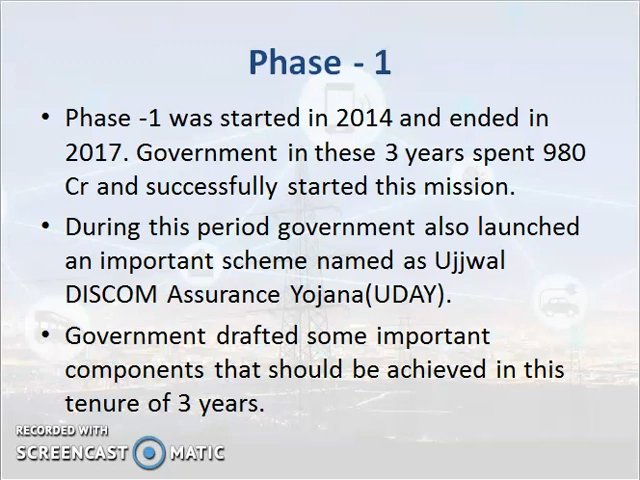 Phase - 1
• Phase -1 was started in 2014 and ended in
2017. Government in these 3 years spent 980
Cr and successfully started this mission.
• During this period government also launched
an important scheme named as Ujjwal
DISCOM Assurance Yojana(UDAY).
• Government drafted some important
components that should be achieved in this
tenure of 3 years.
RECORDED WITH
SCREENCAST MATIC